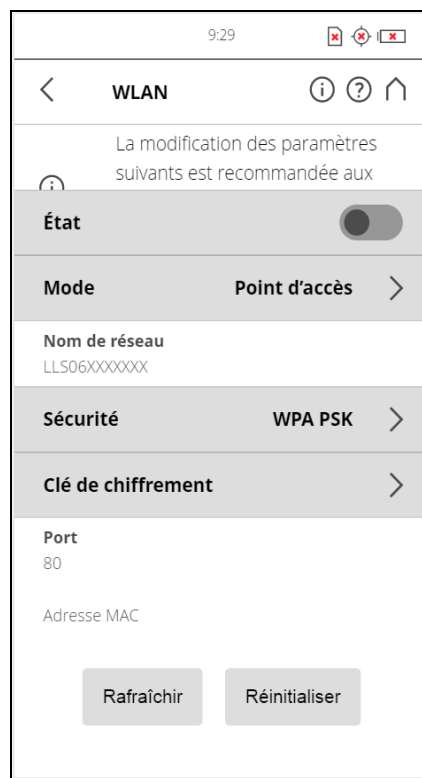 9:29
WLAN
La modification des paramètres
suivants est recommandée aux
État
Mode Point d’accès
Nom de réseau
LLS06XXXXXXX
Sécurité WPA PSK
Clé de chiffrement
Port
80
Adresse MAC
Rafraîchir Réinitialiser